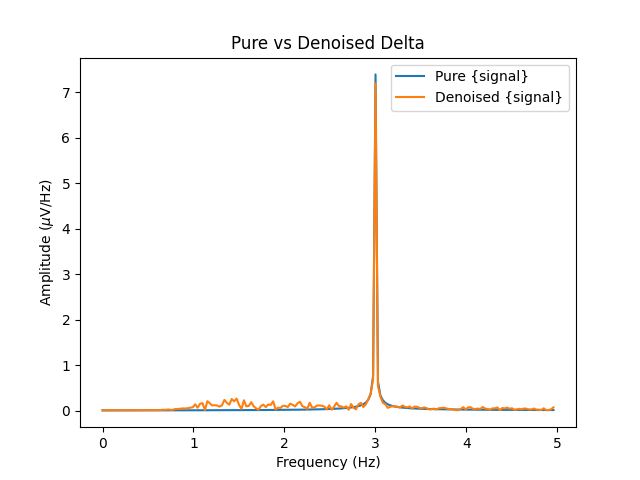 Pure vs Denoised Delta
Pure {signal}
Denoised {signal}
Amplitude (μV/Hz)
7
6
5
4
3
2
1
0
0 1 2 3 4 5
Frequency (Hz)